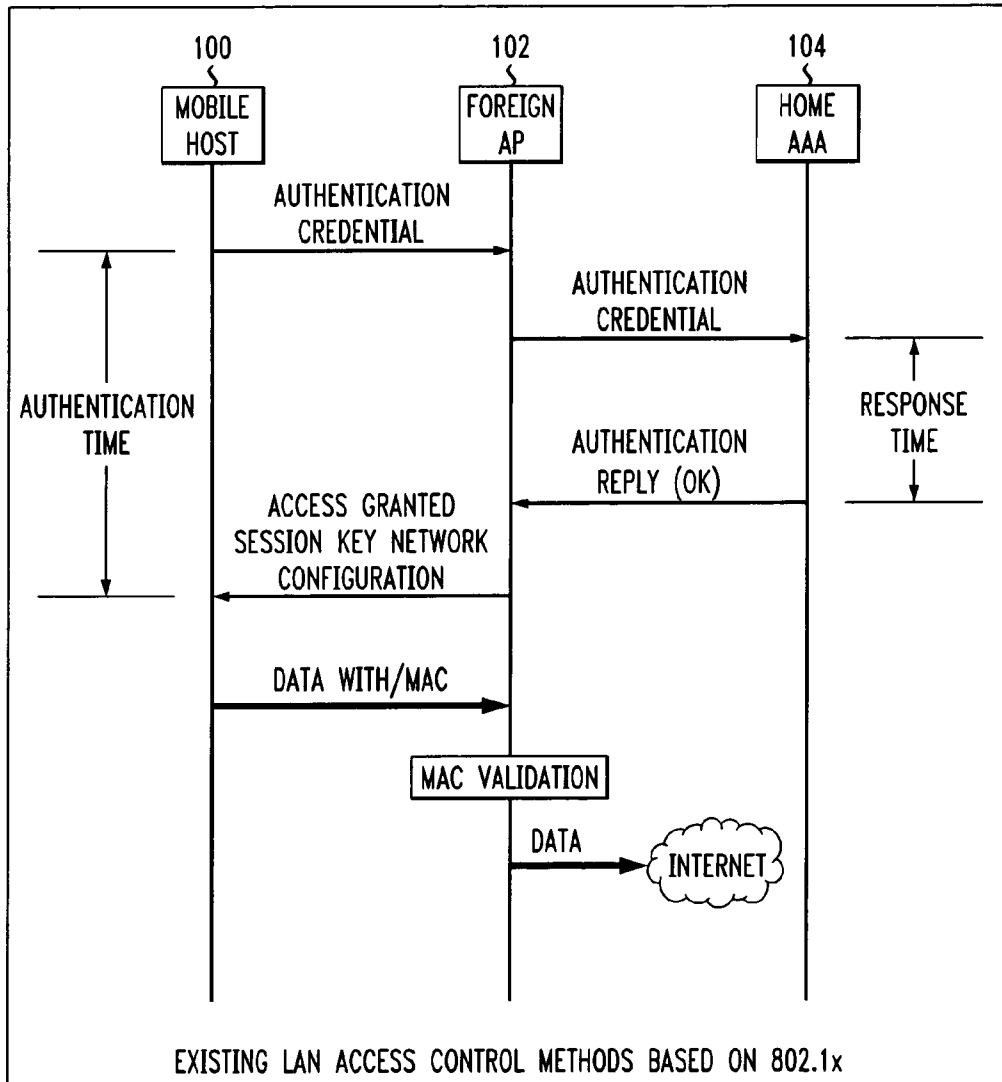 100
102
104
MOBILE
HOST
FOREIGN
AP
HOME
AAA
AUTHENTICATION
CREDENTIAL
AUTHENTICATION
CREDENTIAL
AUTHENTICATION
TIME
RESPONSE
TIME
AUTHENTICATION
REPLY (OK)
ACCESS GRANTED
SESSION KEY NETWORK
CONFIGURATION
DATA WITH/MAC
MAC VALIDATION
DATA
INTERNET
EXISTING LAN ACCESS CONTROL METHODS BASED ON 802.1x